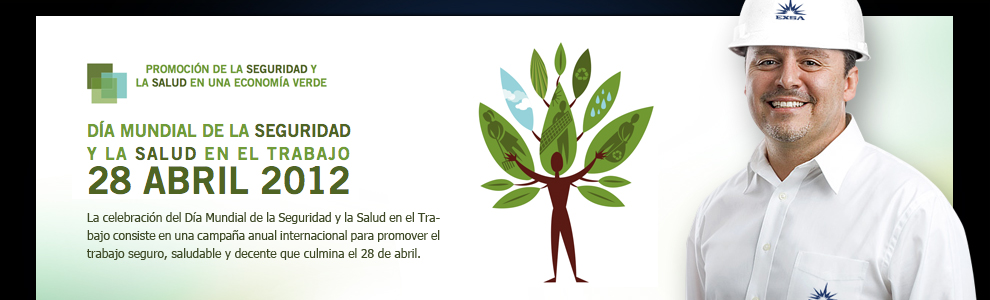 PROMOCIÓN DE LA SEGURIDAD Y
LA SALUD EN UNA ECONOMÍA VERDE
DÍA MUNDIAL DE LA SEGURIDAD
Y LA SALUD EN EL TRABAJO
28 ABRIL 2012
La celebración del Día Mundial de la Seguridad y la Salud en el Tra-
bajo consiste en una campaña anual internacional para promover el
trabajo seguro, saludable y decente que culmina el 28 de abril.
EXSA